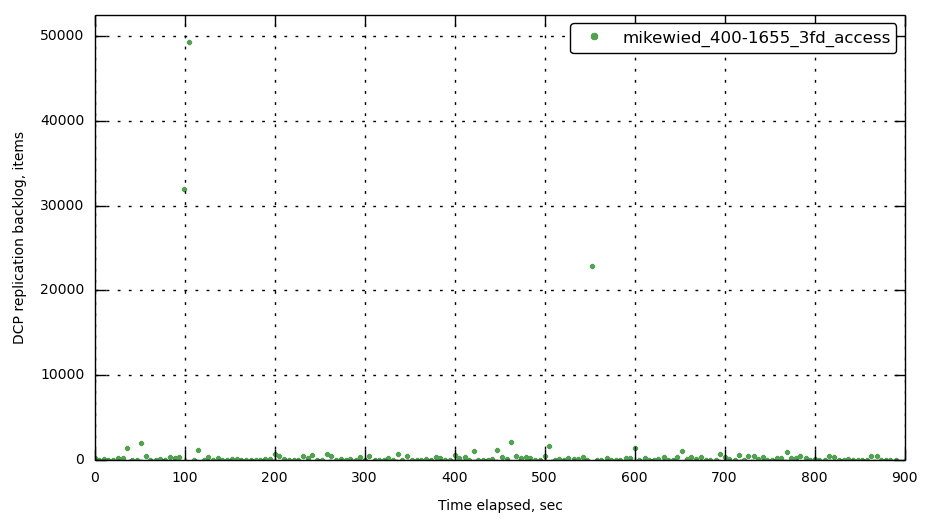 50000
mikewied_400-1655_3fd_access
40000
30000
20000
10000
0
DCP replication backlog, items
0 100 200 300 400 500 600 700 800 900
Time elapsed, sec